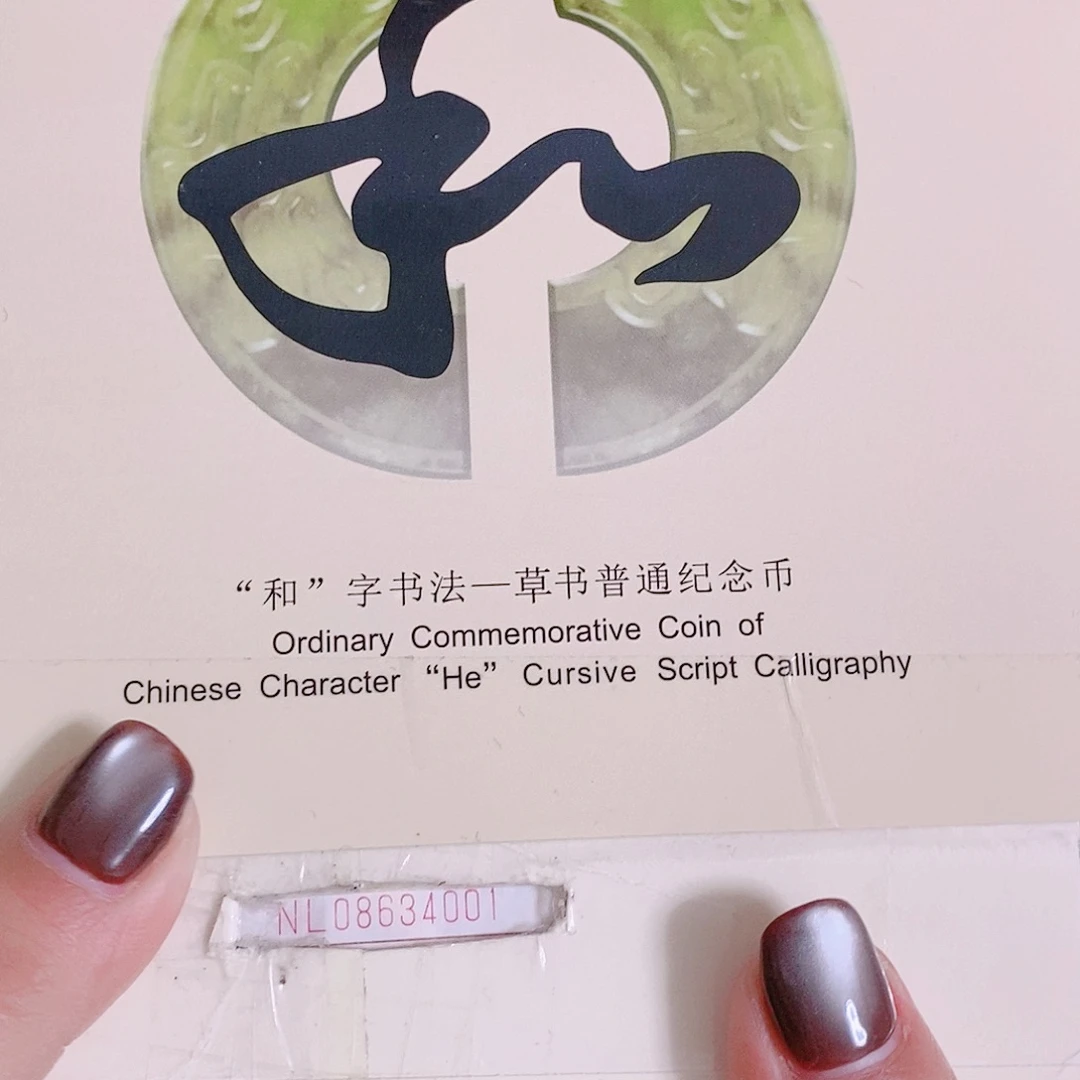 和
“和”字书法—草书普通纪念币
Ordinary Commemorative Coin of
Chinese Character “He” Cursive Script Calligraphy
NL08634001